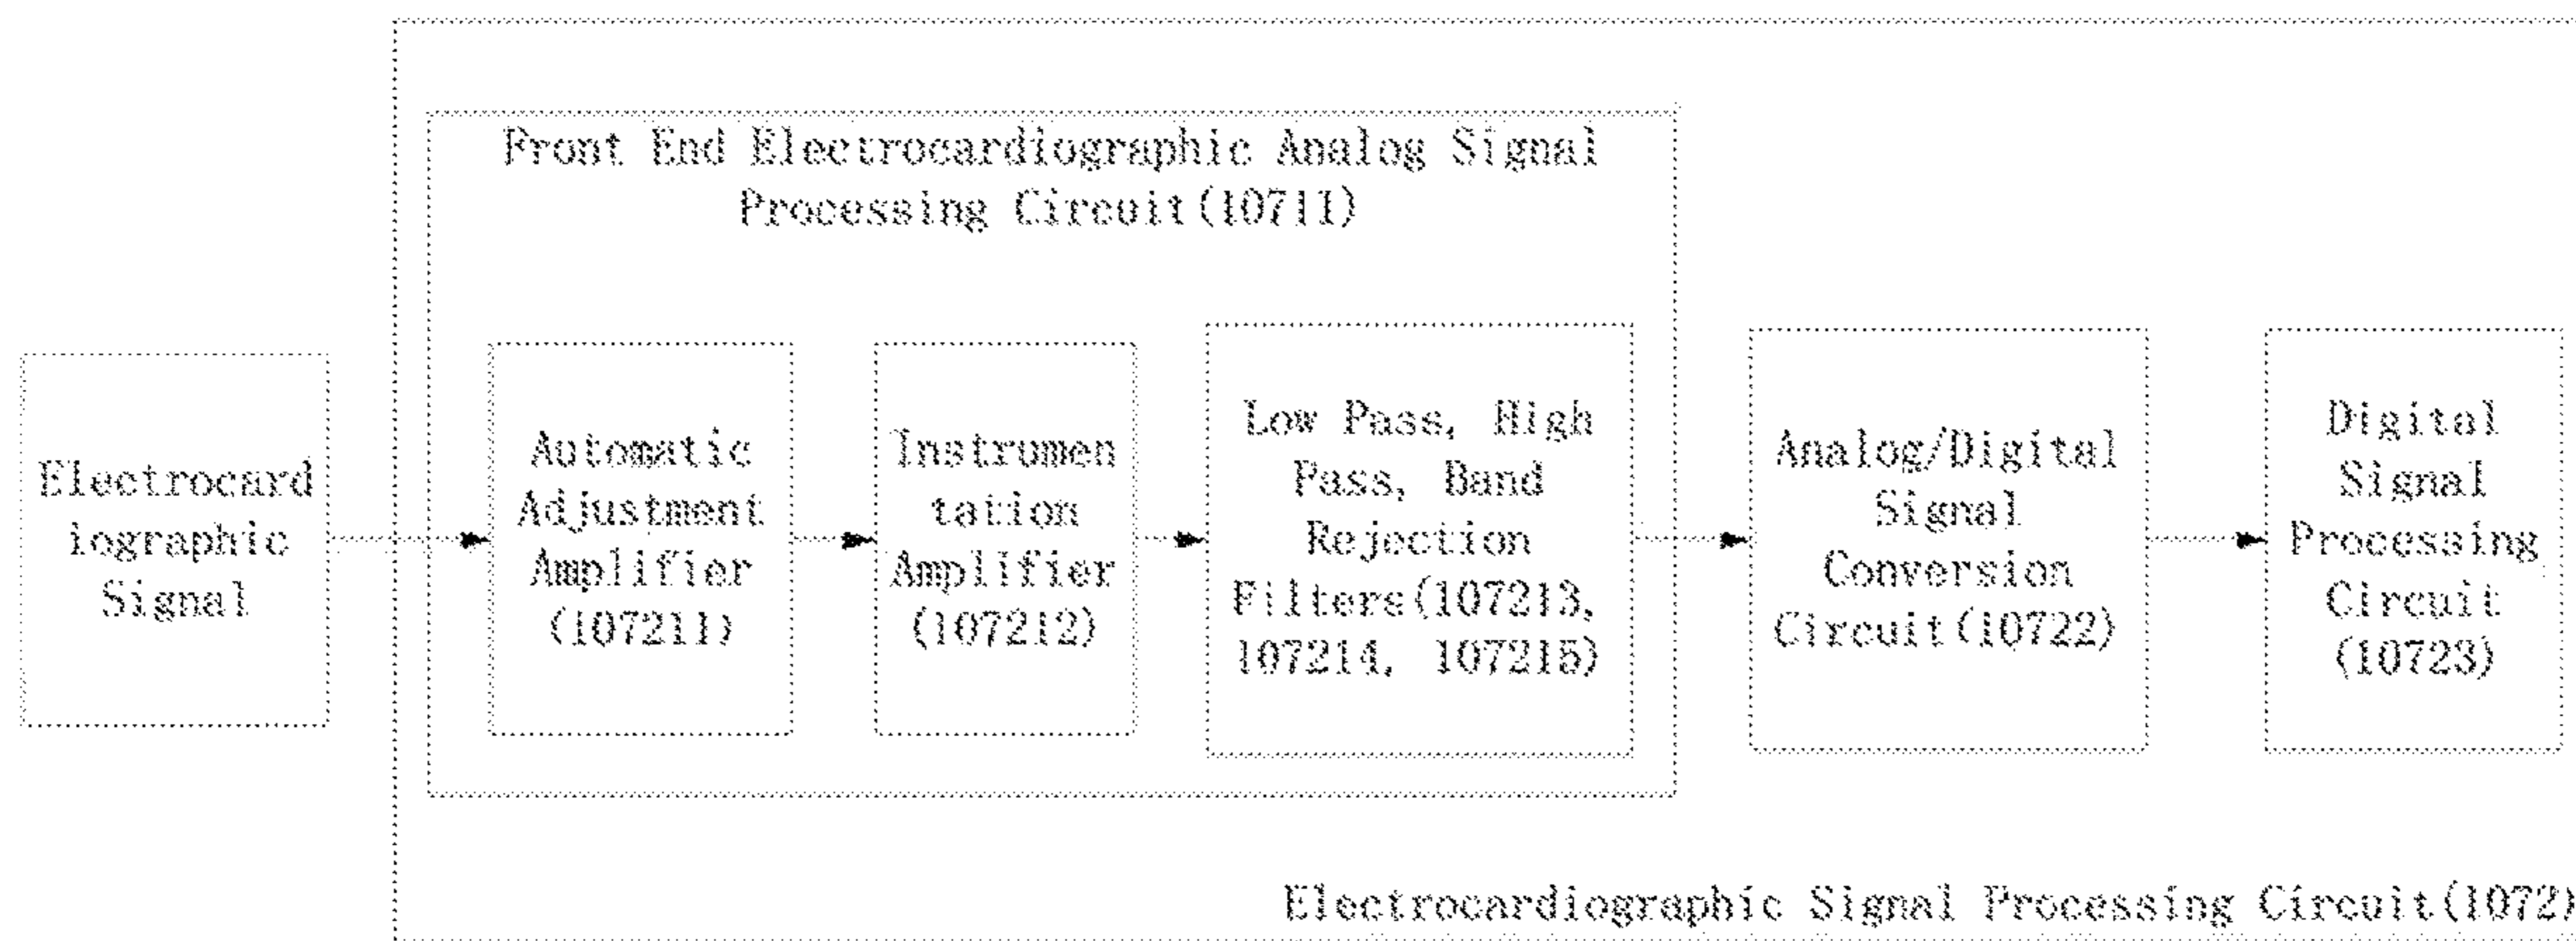 Front End Electrocardiographic Analog Signal
Processing Circuit(10711)
Electrocard
iographic
Signal
Automatic
Adjustment
Amplifier
(107211)
Instrumen
tation
Amplifier
(107212)
Low Pass, High
Pass, Band
Rejection
Filters(107213,
107214, 107215)
Analog/Digital
Signal
Conversion
Circuit(10722)
Digital
Signal
Processing
Circuit
(10723)
Electrocardiographic Signal Processing Circuit(1072)